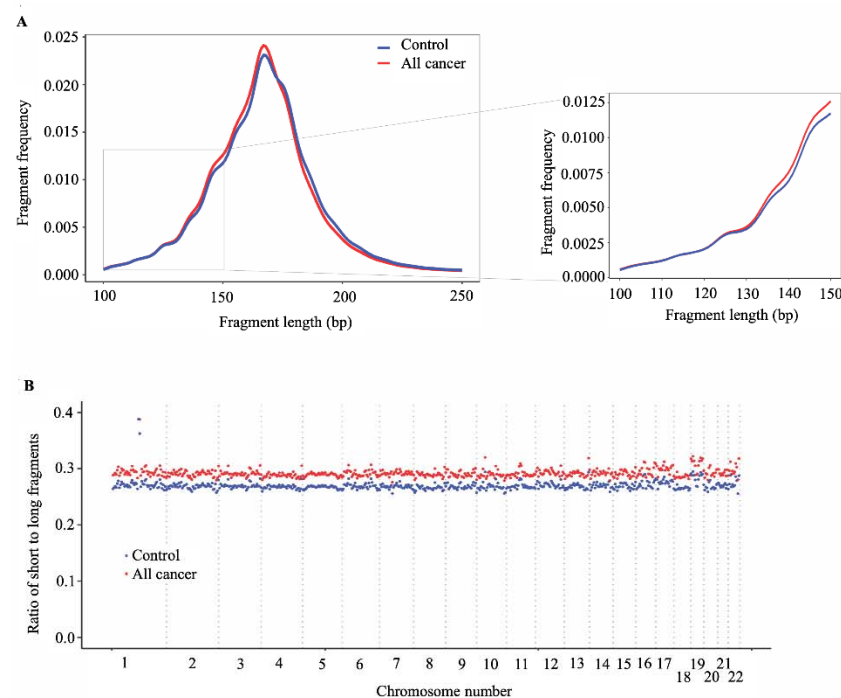 A
0.025
0.020
0.015
0.010
0.005
0.000
Fragment frequency
Control
All cancer
100
150
200
250
Fragment length (bp)
0.0125
0.0100
0.0075
0.0050
0.0025
0.0000
Fragment frequency
100 110 120 130 140 150
Fragment length (bp)
B
0.4
0.3
0.2
0.1
0.0
Ratio of short to long fragments
Control
All cancer
1 2 3 4 5 6 7 8 9 10 11 12 13 14 15 16 17 18 19 20 21 22
Chromosome number